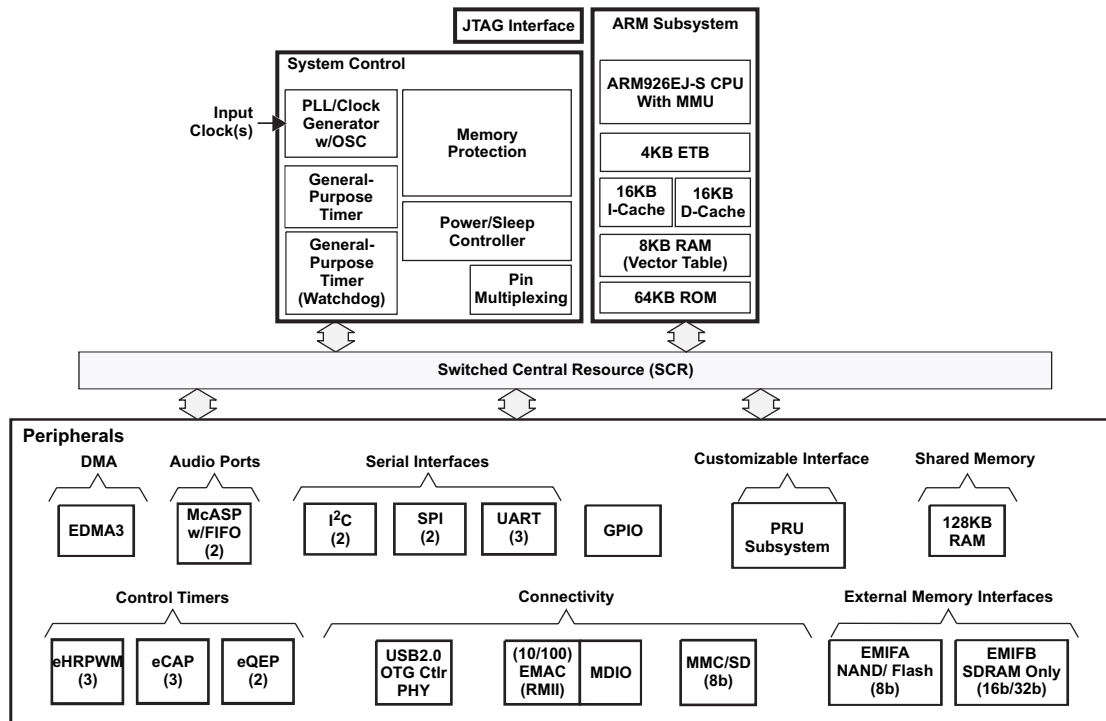 JTAG Interface
ARM Subsystem
System Control
ARM926EJ-S CPU
With MMU
Input
Clock(s)
PLL/Clock
Generator
w/OSC
Memory
Protection
4KB ETB
General-
Purpose
Timer
16KB
I-Cache
16KB
D-Cache
Power/Sleep
Controller
General-
Purpose
Timer
(Watchdog)
8KB RAM
(Vector Table)
Pin
Multiplexing
64KB ROM
Switched Central Resource (SCR)
Peripherals
DMA
EDMA3
Audio Ports
McASP
w/FIFO
(2)
Serial Interfaces
I²C
(2)
SPI
(2)
UART
(3)
GPIO
Customizable Interface
PRU
Subsystem
Shared Memory
128KB
RAM
Control Timers
eHRPWM
(3)
eCAP
(3)
eQEP
(2)
Connectivity
USB2.0
OTG Ctlr
PHY
(10/100)
EMAC
(RMII)
MDIO
MMC/SD
(8b)
External Memory Interfaces
EMIFA
NAND/ Flash
(8b)
EMIFB
SDRAM Only
(16b/32b)